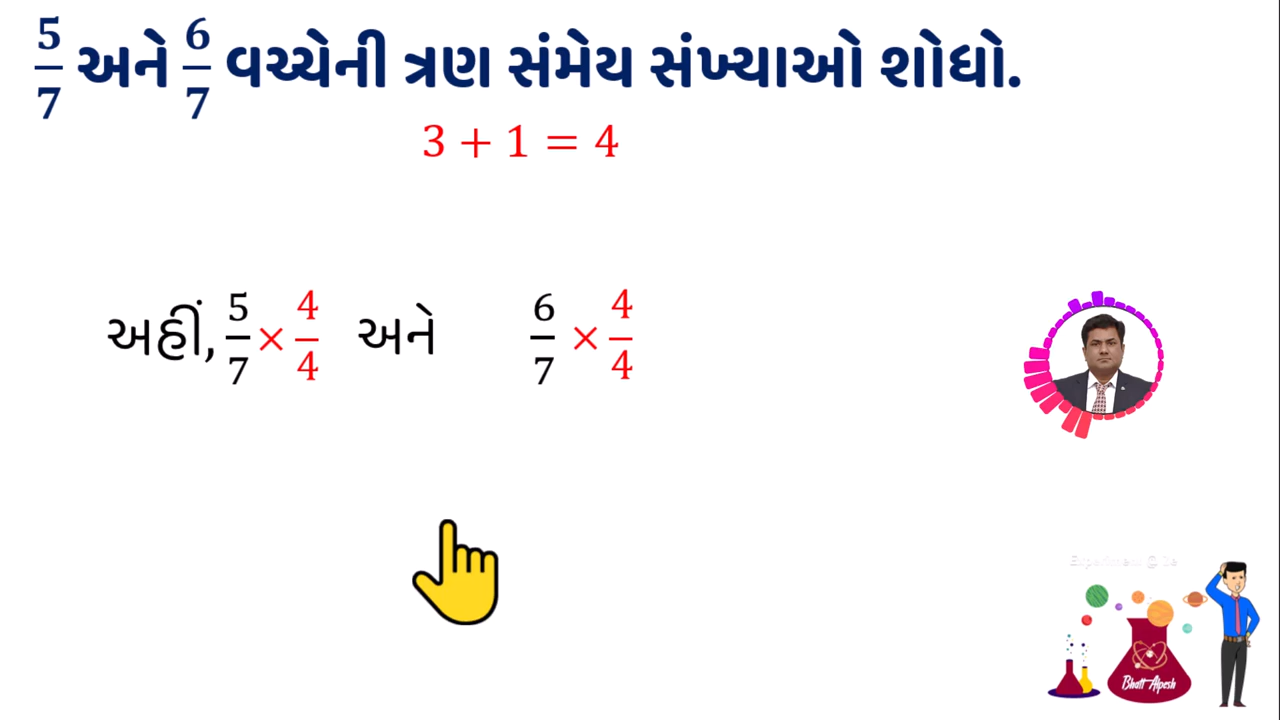 5/7 અને 6/7 વચ્ચેની ત્રણ સંમેય સંખ્યાઓ શોધો.
3 + 1 = 4
અહીં, 5/7 × 4/4 અને 6/7 × 4/4
Bhatt Alpesh